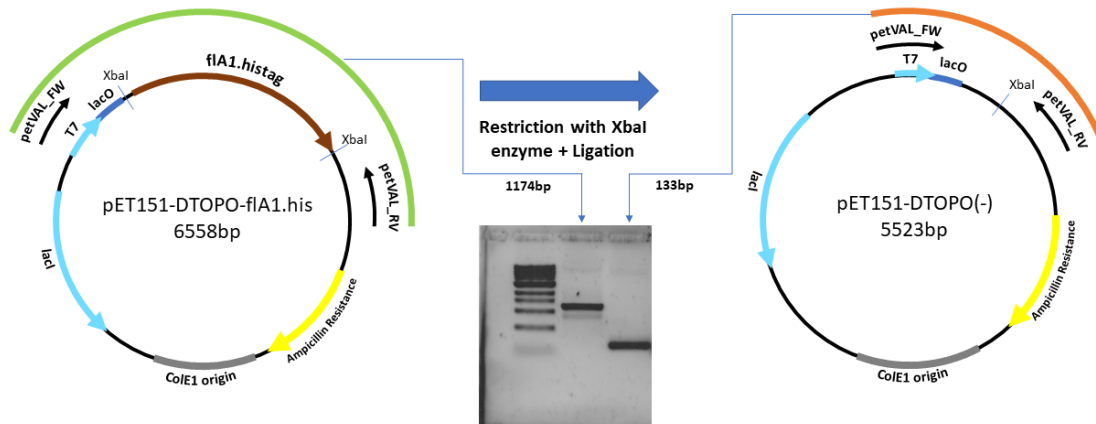 petVAL_FW
T7
lacO
XbaI
flA1.histag
XbaI
petVAL_RV
pET151-DTOPO-flA1.his
6558bp
lacI
Ampicillin Resistance
ColE1 origin
Restriction with XbaI
enzyme + Ligation
1174bp
133bp
petVAL_FW
T7
lacO
XbaI
petVAL_RV
pET151-DTOPO(-)
5523bp
lacI
Ampicillin Resistance
ColE1 origin